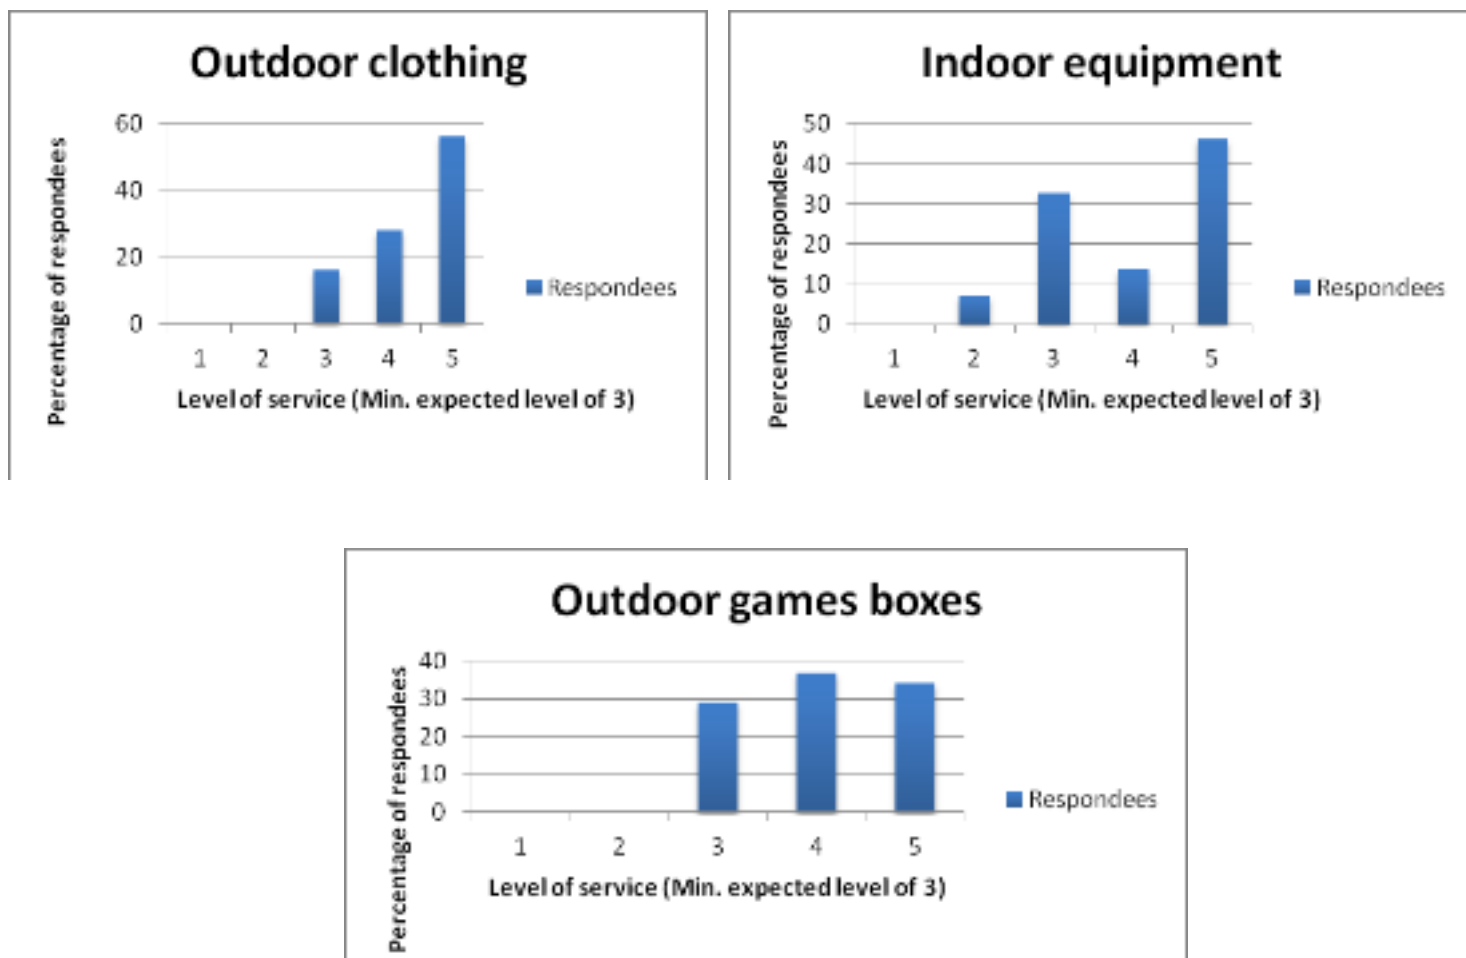 Outdoor clothing
Percentage of respondees
60
40
20
0
1 2 3 4 5
Level of service (Min. expected level of 3)
Respondees
Indoor equipment
Percentage of respondees
50
40
30
20
10
0
1 2 3 4 5
Level of service (Min. expected level of 3)
Respondees
Outdoor games boxes
Percentage of respondees
40
30
20
10
0
1 2 3 4 5
Level of service (Min. expected level of 3)
Respondees